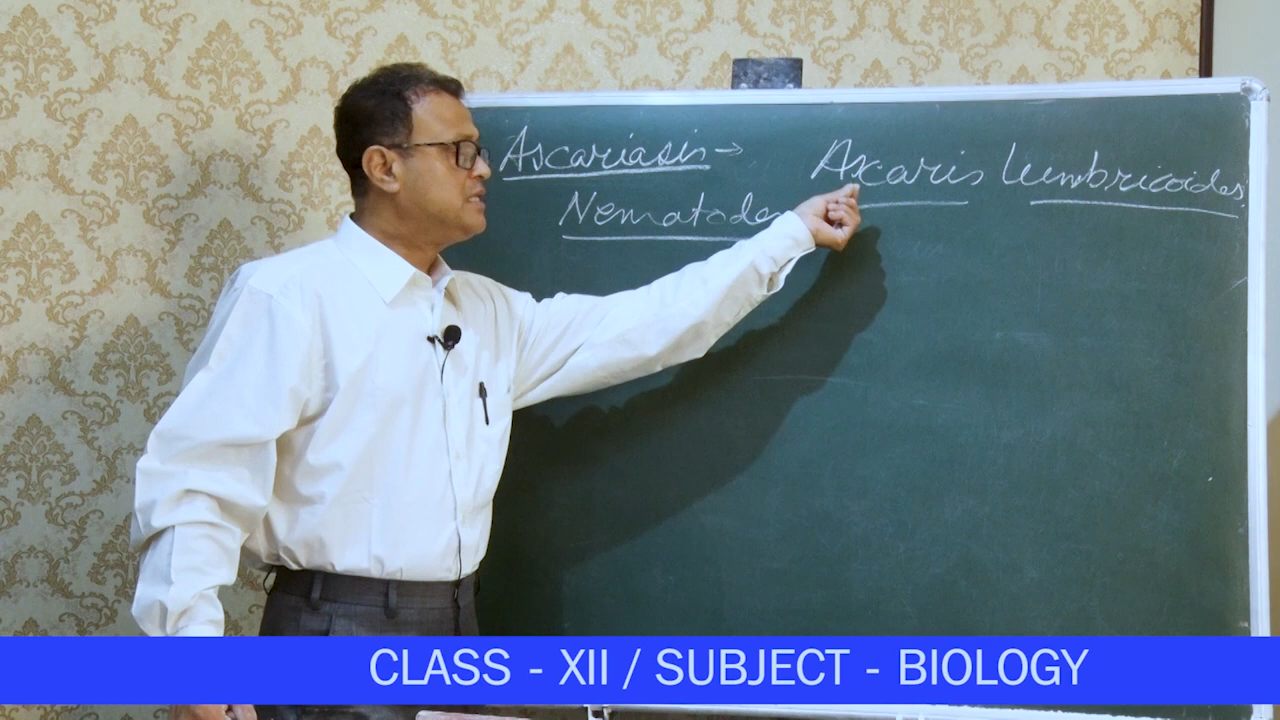 Ascariasis → Ascaris lumbricoides
Nematodes
CLASS - XII / SUBJECT - BIOLOGY